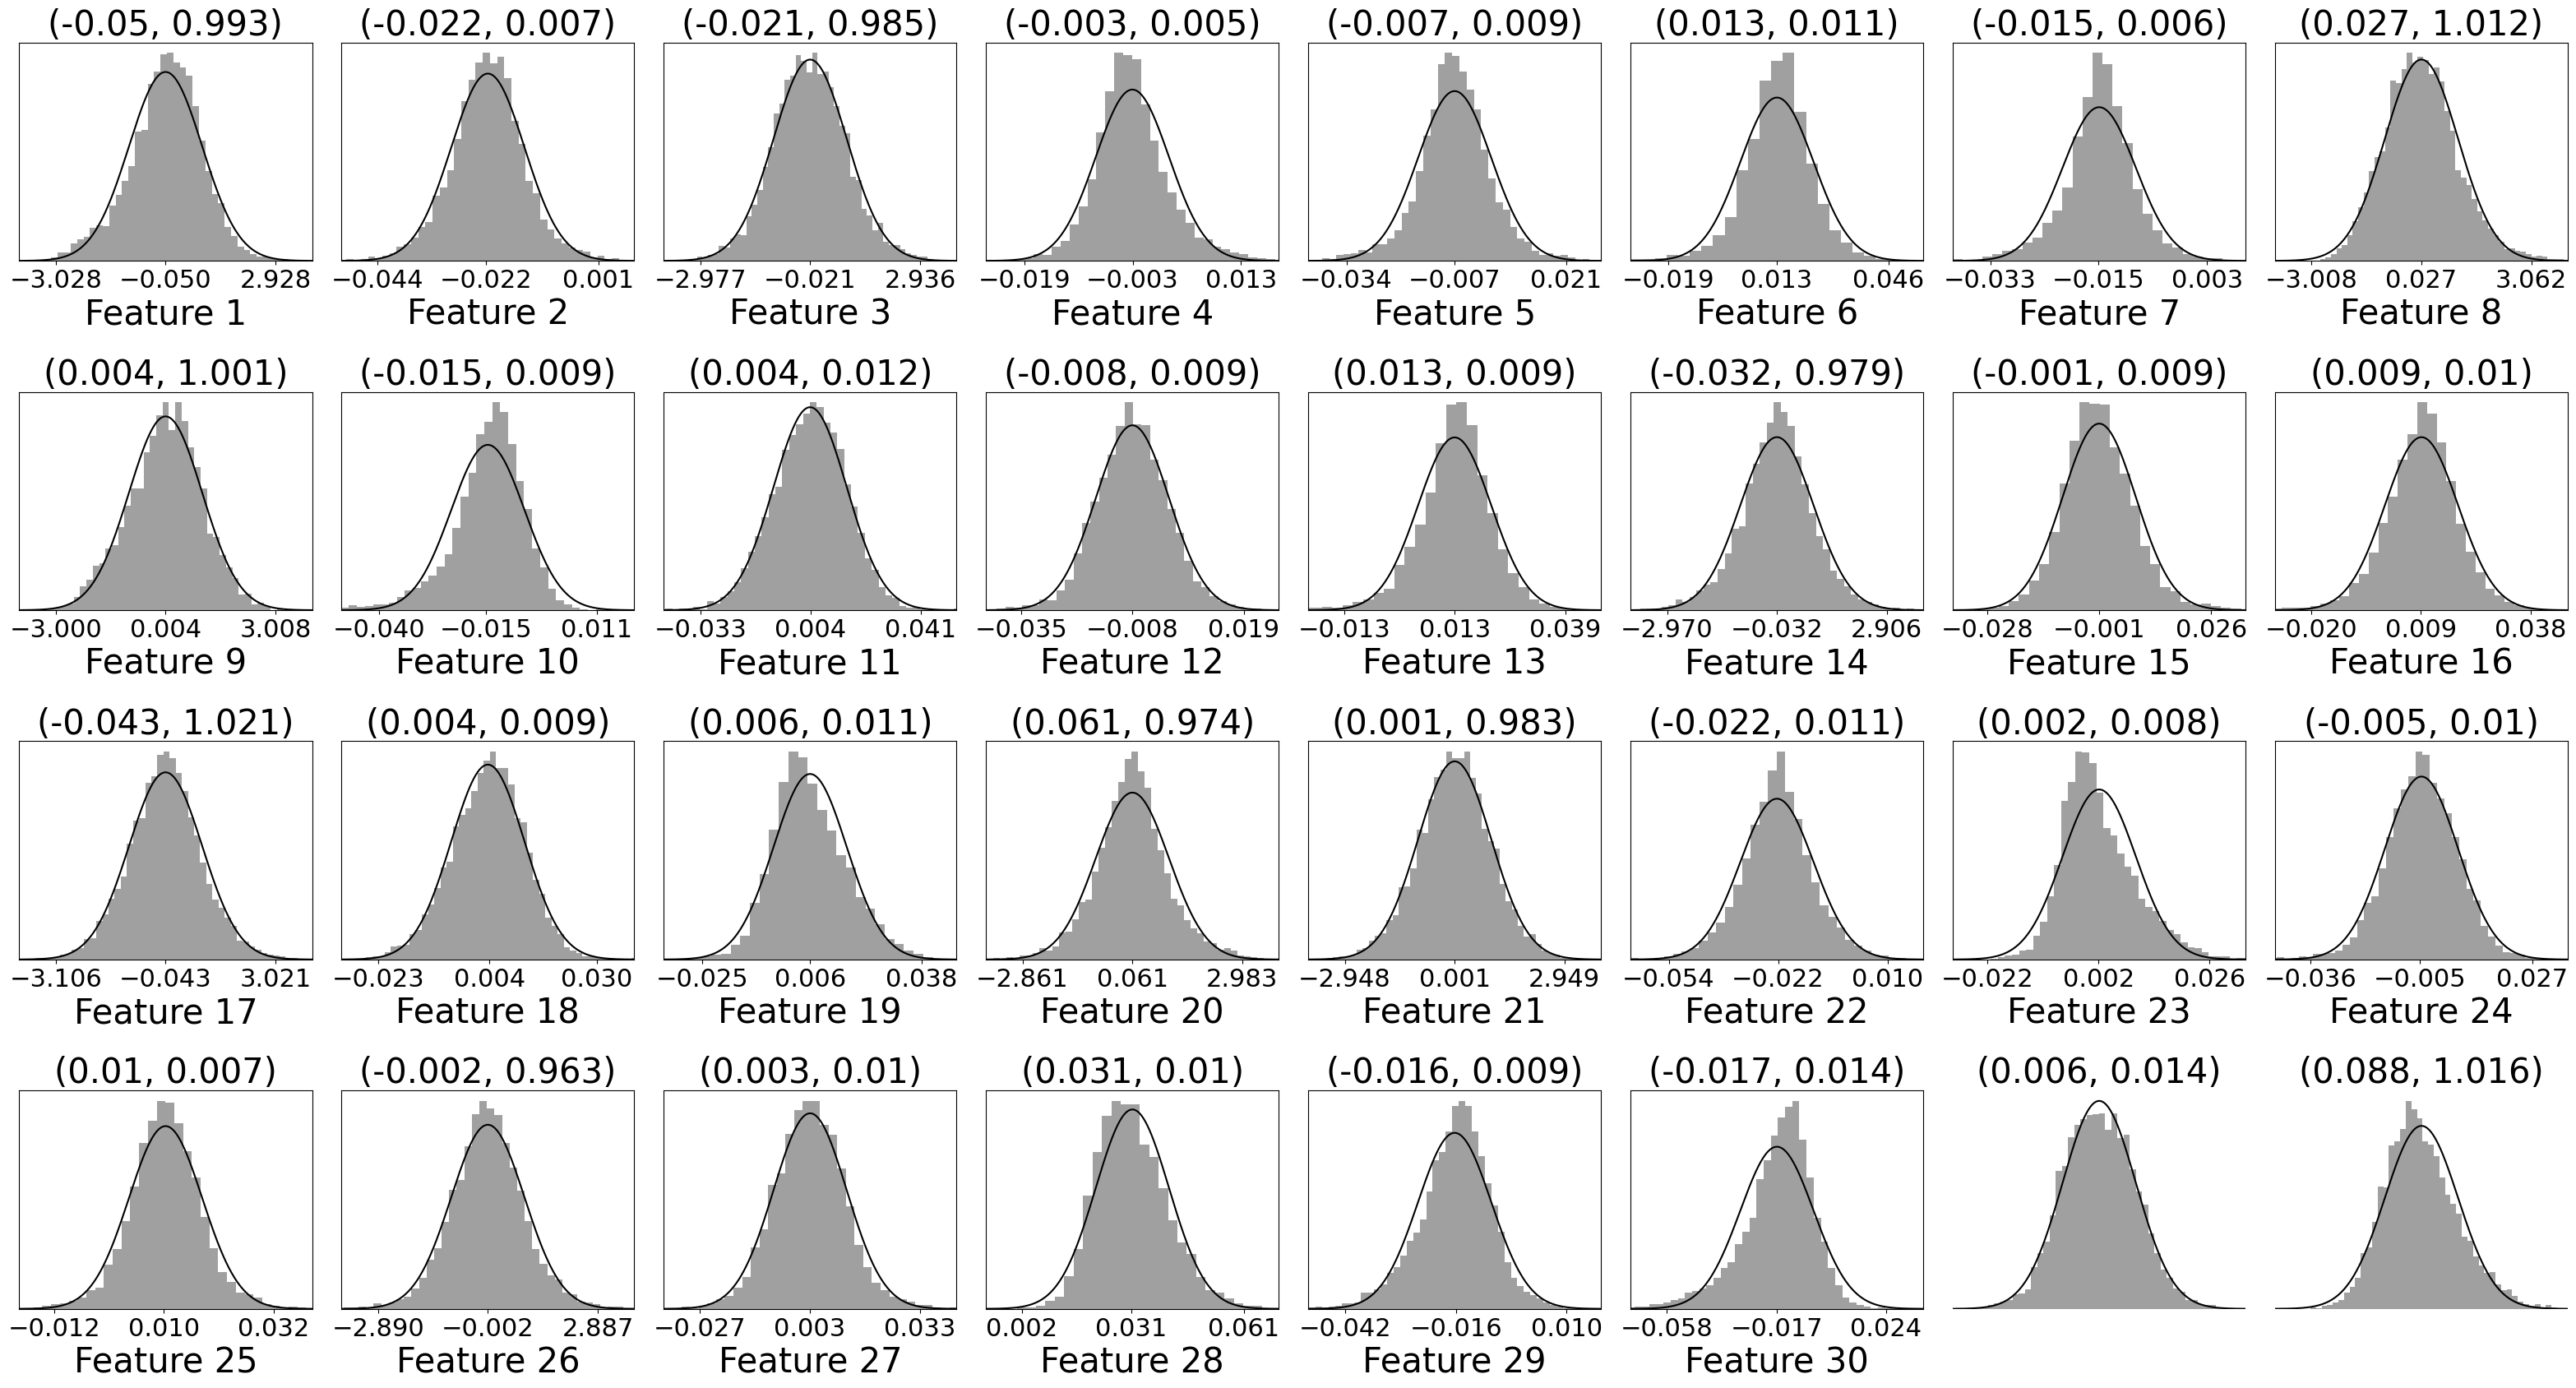 (-0.05, 0.993) (-0.022, 0.007) (-0.021, 0.985) (-0.003, 0.005) (-0.007, 0.009) (0.013, 0.011) (-0.015, 0.006) (0.027, 1.012)
−3.028 −0.050 2.928 −0.044 −0.022 0.001 −2.977 −0.021 2.936 −0.019 −0.003 0.013 −0.034 −0.007 0.021 −0.019 0.013 0.046 −0.033 −0.015 0.003 −3.008 0.027 3.062
Feature 1 Feature 2 Feature 3 Feature 4 Feature 5 Feature 6 Feature 7 Feature 8
(0.004, 1.001) (-0.015, 0.009) (0.004, 0.012) (-0.008, 0.009) (0.013, 0.009) (-0.032, 0.979) (-0.001, 0.009) (0.009, 0.01)
−3.000 0.004 3.008 −0.040 −0.015 0.011 −0.033 0.004 0.041 −0.035 −0.008 0.019 −0.013 0.013 0.039 −2.970 −0.032 2.906 −0.028 −0.001 0.026 −0.020 0.009 0.038
Feature 9 Feature 10 Feature 11 Feature 12 Feature 13 Feature 14 Feature 15 Feature 16
(-0.043, 1.021) (0.004, 0.009) (0.006, 0.011) (0.061, 0.974) (0.001, 0.983) (-0.022, 0.011) (0.002, 0.008) (-0.005, 0.01)
−3.106 −0.043 3.021 −0.023 0.004 0.030 −0.025 0.006 0.038 −2.861 0.061 2.983 −2.948 0.001 2.949 −0.054 −0.022 0.010 −0.022 0.002 0.026 −0.036 −0.005 0.027
Feature 17 Feature 18 Feature 19 Feature 20 Feature 21 Feature 22 Feature 23 Feature 24
(0.01, 0.007) (-0.002, 0.963) (0.003, 0.01) (0.031, 0.01) (-0.016, 0.009) (-0.017, 0.014) (0.006, 0.014) (0.088, 1.016)
−0.012 0.010 0.032 −2.890 −0.002 2.887 −0.027 0.003 0.033 0.002 0.031 0.061 −0.042 −0.016 0.010 −0.058 −0.017 0.024
Feature 25 Feature 26 Feature 27 Feature 28 Feature 29 Feature 30